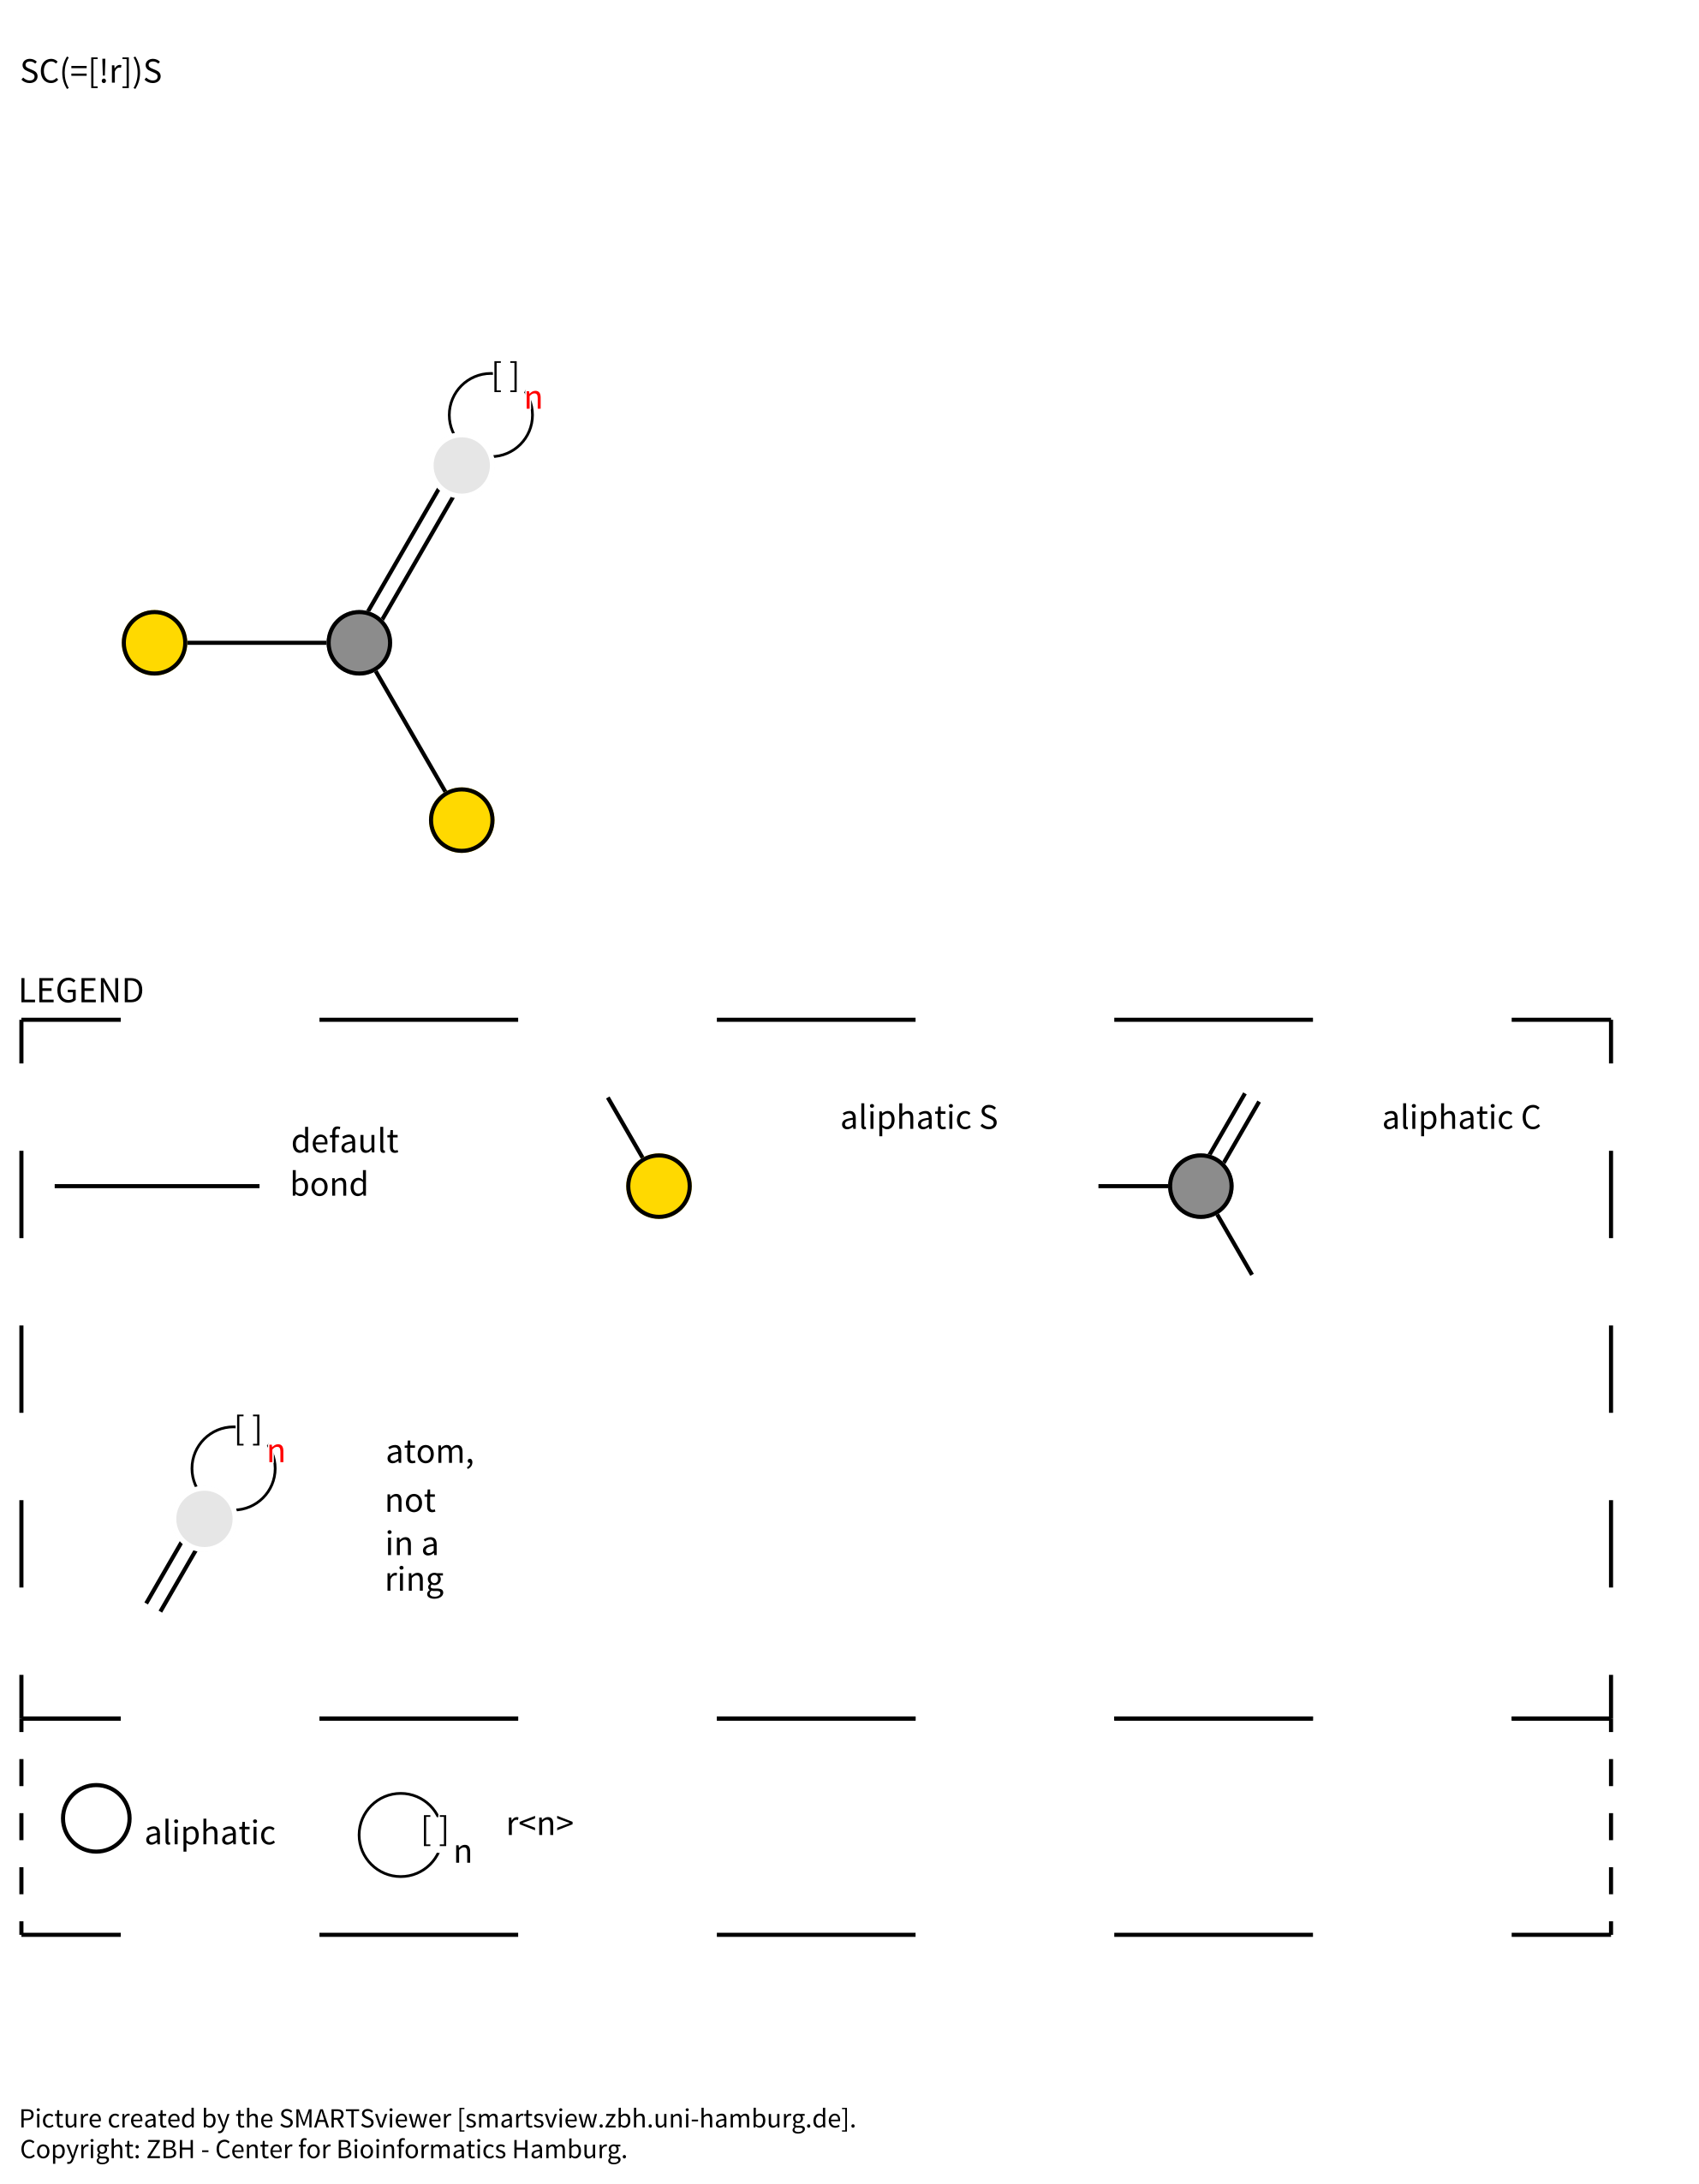 SC(=[!r])S
[ ]n
LEGEND
default
bond
aliphatic S
aliphatic C
[ ]n
atom,
not
in a
ring
aliphatic
[ ]n
r<n>
Picture created by the SMARTSviewer [smartsview.zbh.uni-hamburg.de].
Copyright: ZBH - Center for Bioinformatics Hamburg.